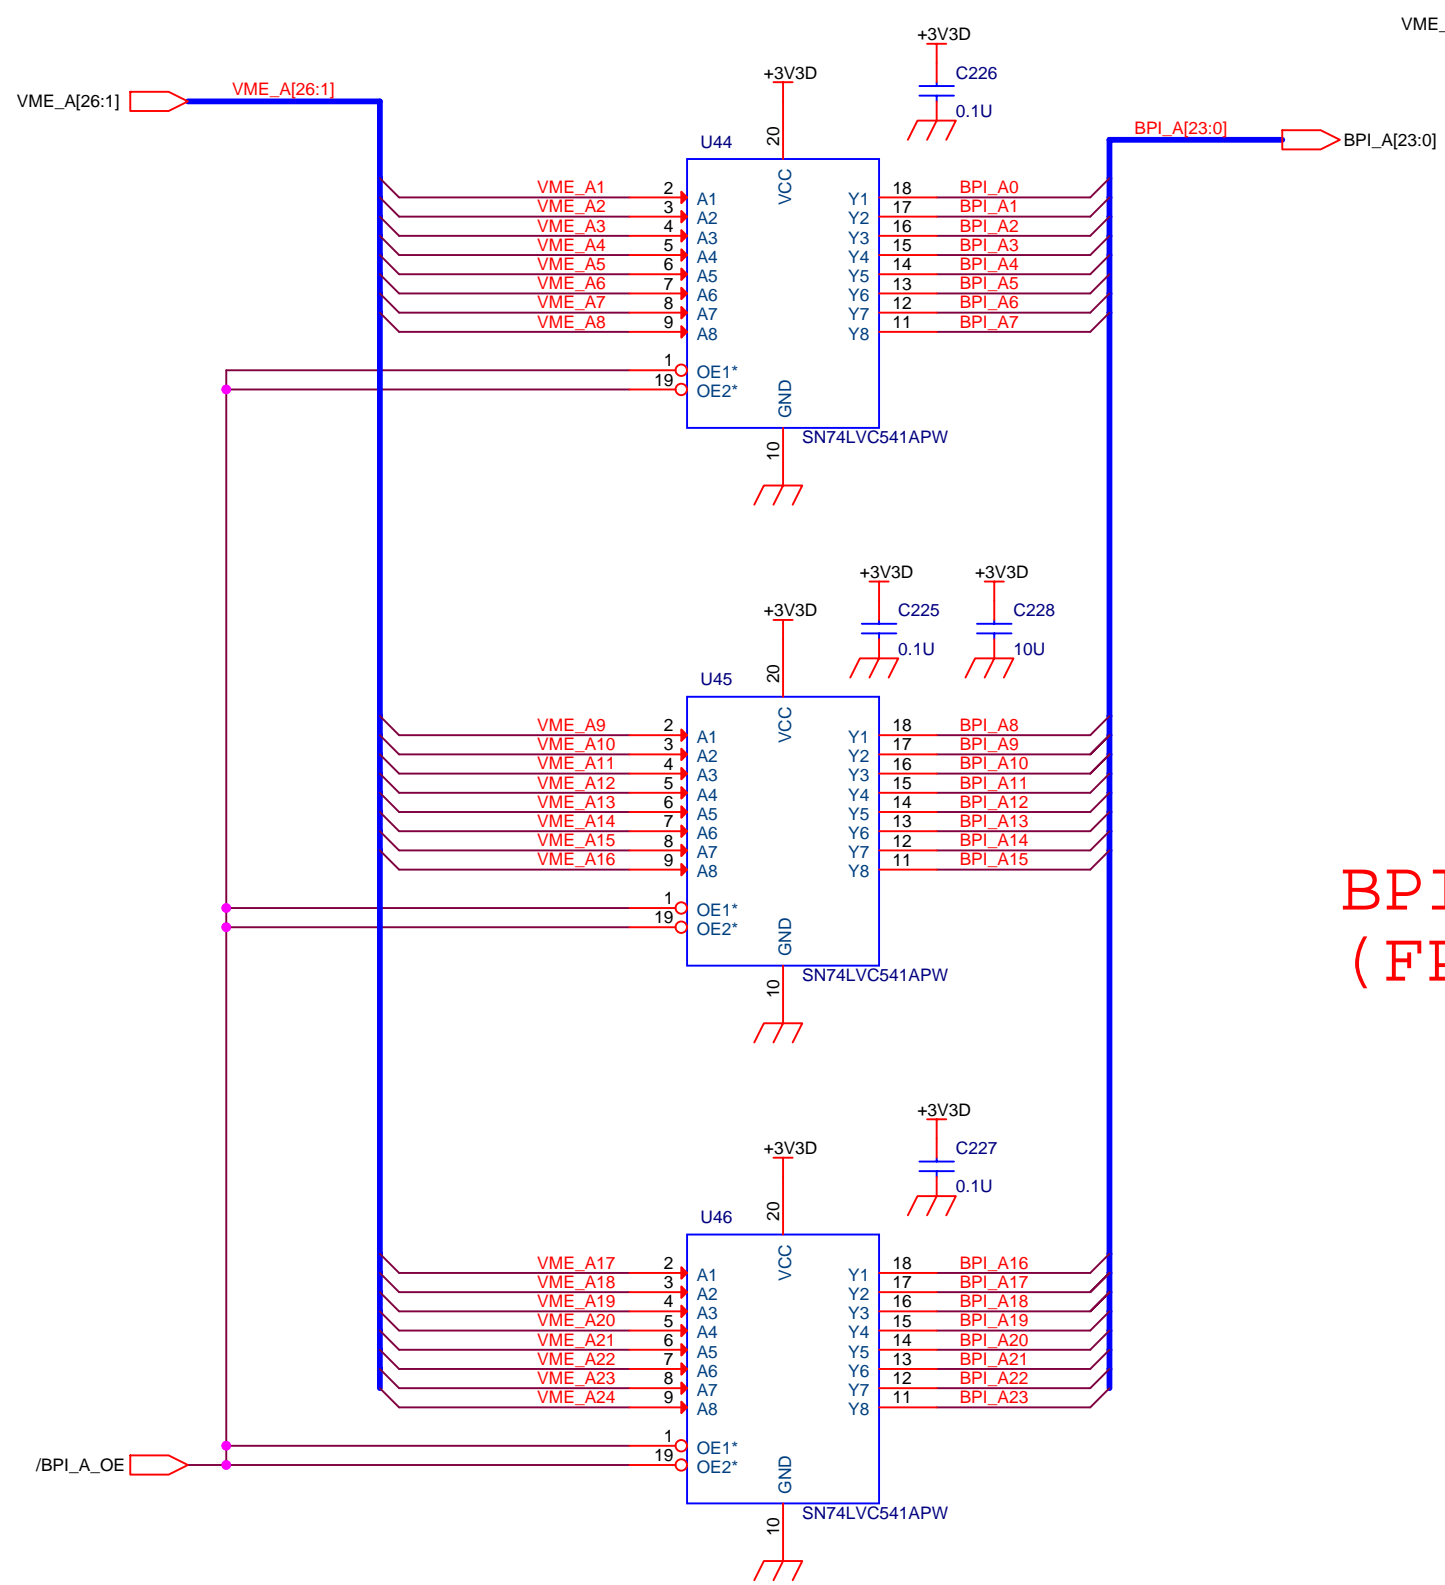 VME_
+3V3D
C226
0.1U
+3V3D
VME_A[26:1]
VME_A[26:1]
BPI_A[23:0]
BPI_A[23:0]
U44
20
VCC
VME_A1 2 A1 Y1 18 BPI_A0
VME_A2 3 A2 Y2 17 BPI_A1
VME_A3 4 A3 Y3 16 BPI_A2
VME_A4 5 A4 Y4 15 BPI_A3
VME_A5 6 A5 Y5 14 BPI_A4
VME_A6 7 A6 Y6 13 BPI_A5
VME_A7 8 A7 Y7 12 BPI_A6
VME_A8 9 A8 Y8 11 BPI_A7
1 OE1*
19 OE2*
GND
10
SN74LVC541APW
+3V3D
+3V3D
+3V3D
C225
0.1U
C228
10U
U45
20
VCC
VME_A9 2 A1 Y1 18 BPI_A8
VME_A10 3 A2 Y2 17 BPI_A9
VME_A11 4 A3 Y3 16 BPI_A10
VME_A12 5 A4 Y4 15 BPI_A11
VME_A13 6 A5 Y5 14 BPI_A12
VME_A14 7 A6 Y6 13 BPI_A13
VME_A15 8 A7 Y7 12 BPI_A14
VME_A16 9 A8 Y8 11 BPI_A15
1 OE1*
19 OE2*
GND
10
SN74LVC541APW
+3V3D
+3V3D
C227
0.1U
U46
20
VCC
VME_A17 2 A1 Y1 18 BPI_A16
VME_A18 3 A2 Y2 17 BPI_A17
VME_A19 4 A3 Y3 16 BPI_A18
VME_A20 5 A4 Y4 15 BPI_A19
VME_A21 6 A5 Y5 14 BPI_A20
VME_A22 7 A6 Y6 13 BPI_A21
VME_A23 8 A7 Y7 12 BPI_A22
VME_A24 9 A8 Y8 11 BPI_A23
1 OE1*
19 OE2*
/BPI_A_OE
GND
10
SN74LVC541APW